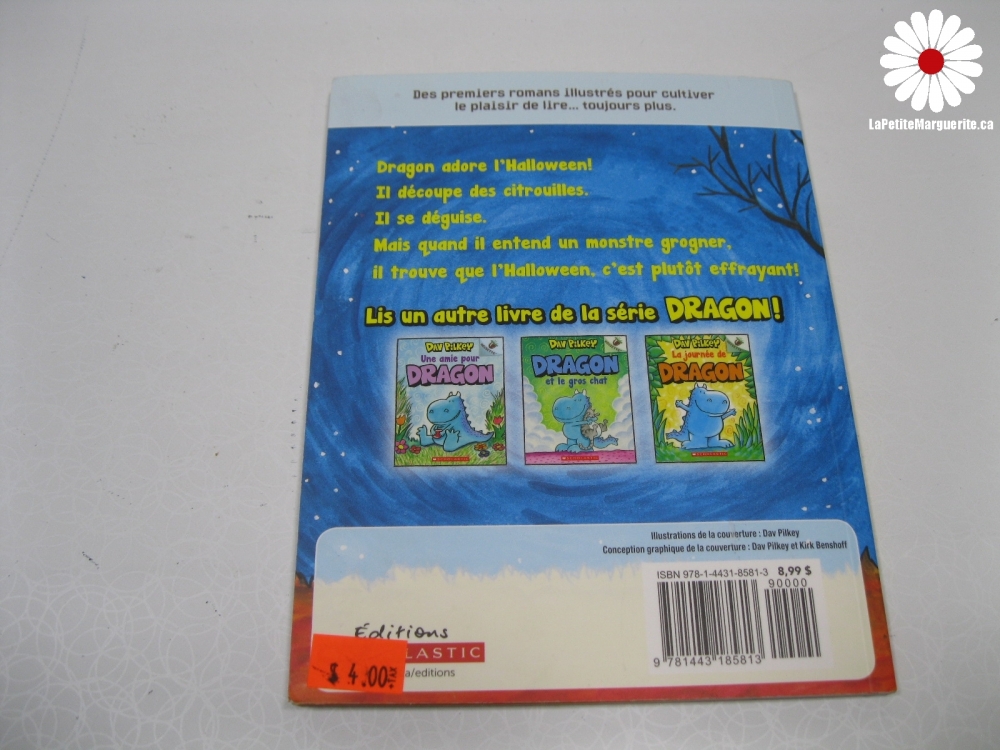 LaPetiteMarguerite.ca
Des premiers romans illustrés pour cultiver
le plaisir de lire... toujours plus.
Dragon adore l'Halloween!
Il découpe des citrouilles.
Il se déguise.
Mais quand il entend un monstre grogner,
il trouve que l'Halloween, c'est plutôt effrayant!
Lis un autre livre de la série DRAGON!
DAV PILKEY
Une amie pour
DRAGON
DAV PILKEY
DRAGON
et le gros chat
DAV PILKEY
La journée de
DRAGON
Illustrations de la couverture : Dav Pilkey
Conception graphique de la couverture : Dav Pilkey et Kirk Benshoff
ISBN 978-1-4431-8581-3 8,99 $
90000
9 781443 185813
Éditions
LASTIC
a/editions
$ 4.00